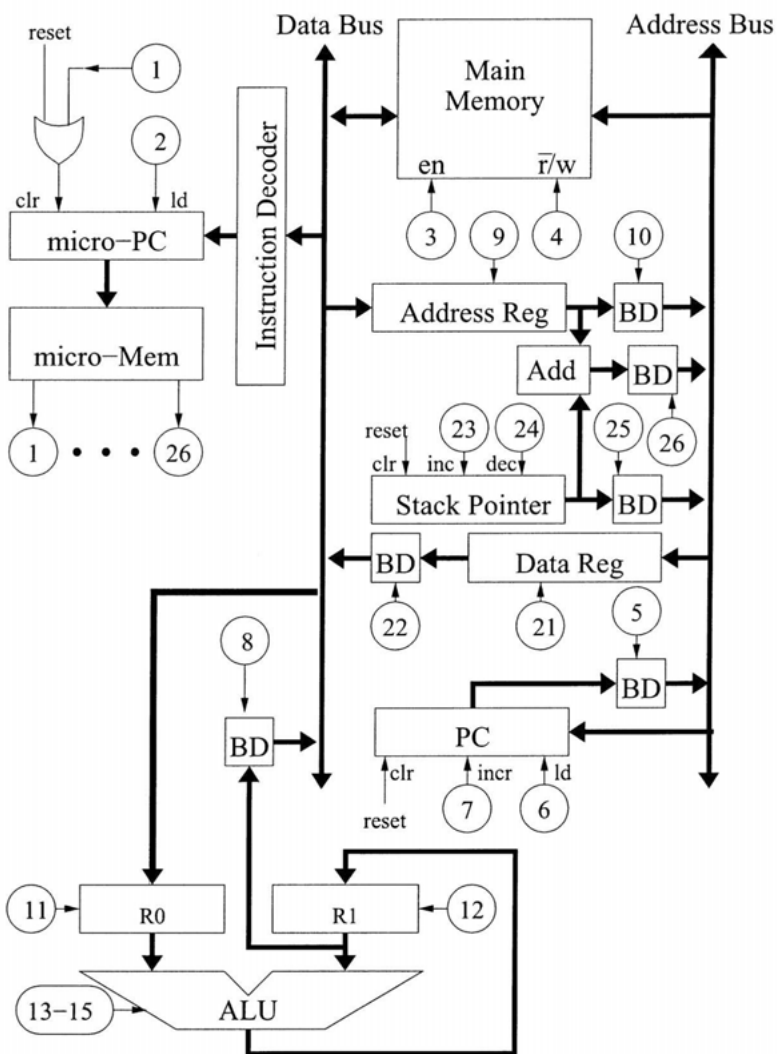 Data Bus
Address Bus
reset
1
Main
Memory
2
en
r̅/w
clr
ld
micro−PC
Instruction Decoder
3
9
4
10
Address Reg
BD
micro−Mem
Add
BD
1
26
23
24
25
26
reset
clr
inc
dec
Stack Pointer
BD
BD
Data Reg
22
21
5
8
BD
BD
PC
clr
incr
ld
reset
7
6
11
R0
R1
12
13−15
ALU